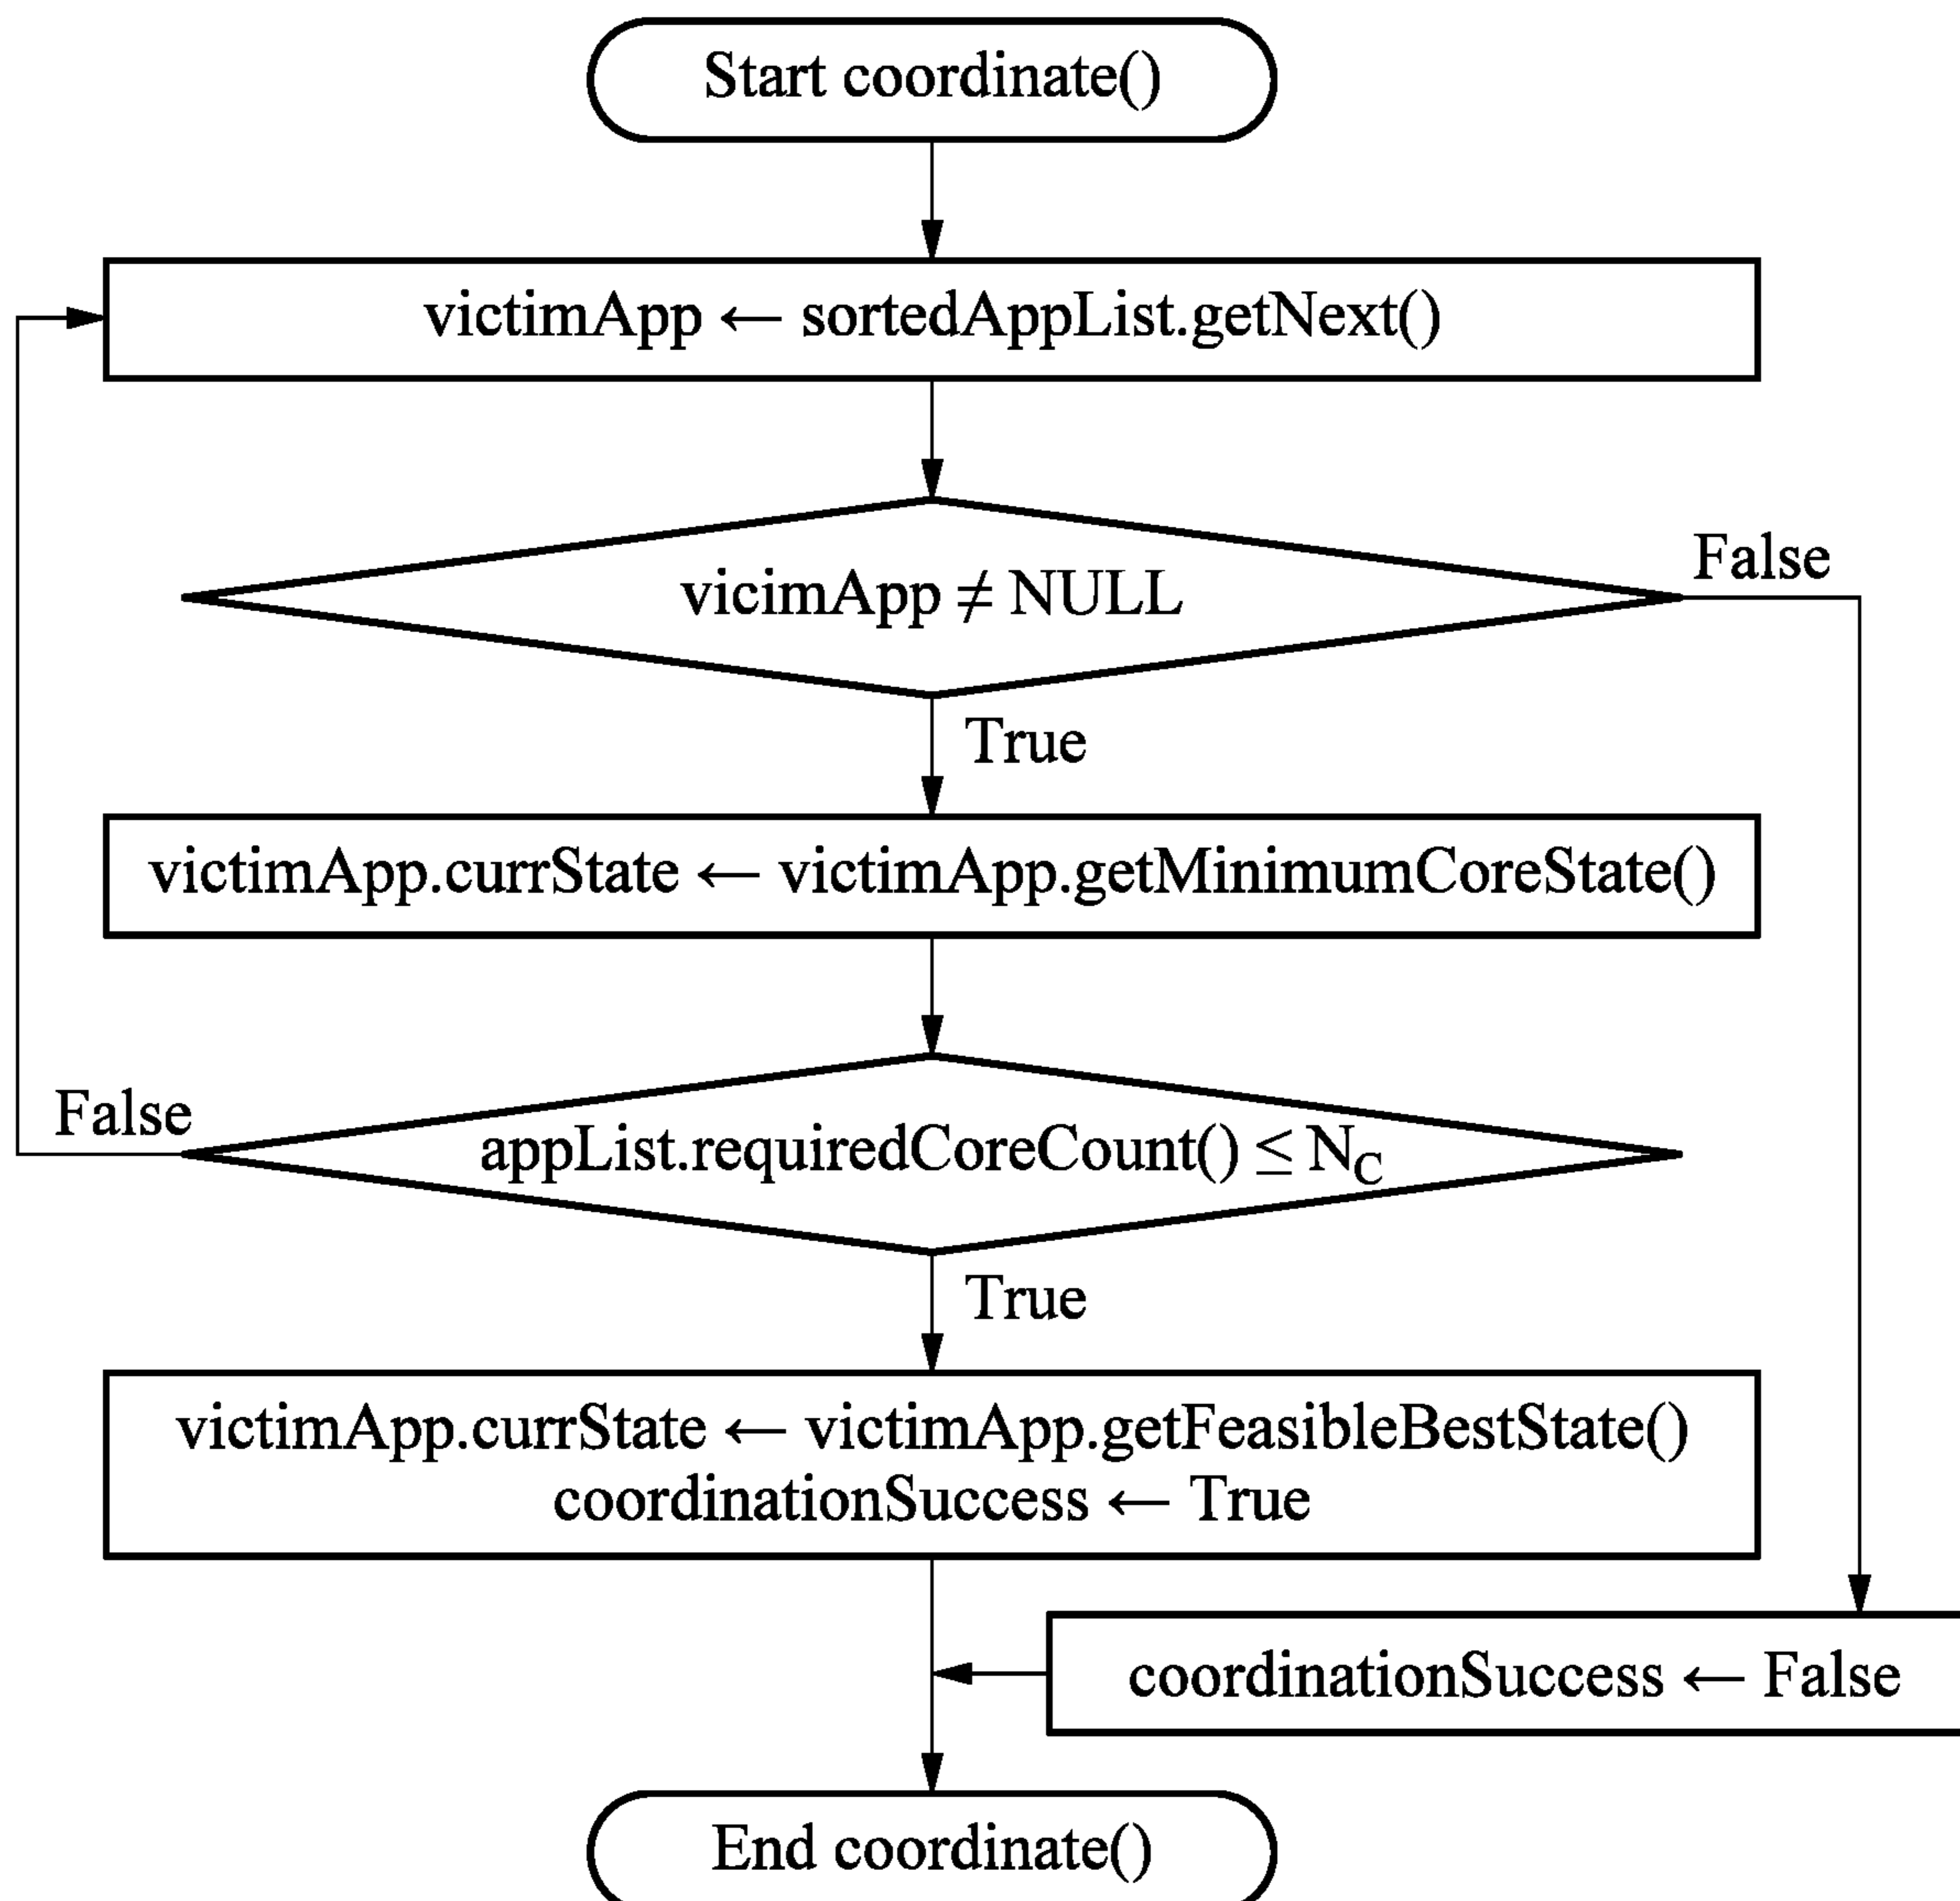 Start coordinate()
victimApp ← sortedAppList.getNext()
vicimApp ≠ NULL
False
True
victimApp.currState ← victimApp.getMinimumCoreState()
False
appList.requiredCoreCount() ≤ N_C
True
victimApp.currState ← victimApp.getFeasibleBestState()
coordinationSuccess ← True
coordinationSuccess ← False
End coordinate()